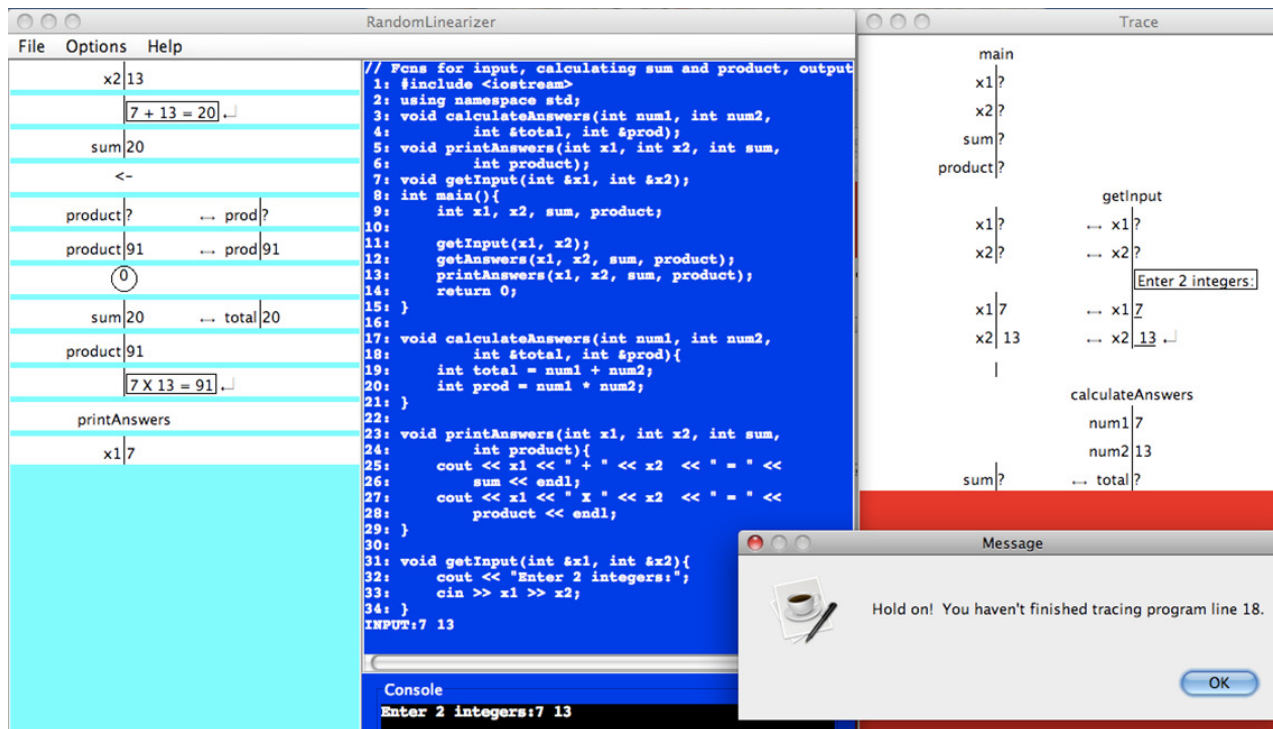 RandomLinearizer
File Options Help
x2 13
7 + 13 = 20 ↵
sum 20
<-
product ? ↔ prod ?
product 91 ↔ prod 91
0
sum 20 ↔ total 20
product 91
7 X 13 = 91 ↵
printAnswers
x1 7
// Fcns for input, calculating sum and product, output
1: #include <iostream>
2: using namespace std;
3: void calculateAnswers(int num1, int num2,
4: int &total, int &prod);
5: void printAnswers(int x1, int x2, int sum,
6: int product);
7: void getInput(int &x1, int &x2);
8: int main(){
9: int x1, x2, sum, product;
10:
11: getInput(x1, x2);
12: getAnswers(x1, x2, sum, product);
13: printAnswers(x1, x2, sum, product);
14: return 0;
15: }
16:
17: void calculateAnswers(int num1, int num2,
18: int &total, int &prod){
19: int total = num1 + num2;
20: int prod = num1 * num2;
21: }
22:
23: void printAnswers(int x1, int x2, int sum,
24: int product){
25: cout << x1 << " + " << x2 << " = " <<
26: sum << endl;
27: cout << x1 << " X " << x2 << " = " <<
28: product << endl;
29: }
30:
31: void getInput(int &x1, int &x2){
32: cout << "Enter 2 integers:";
33: cin >> x1 >> x2;
34: }
INPUT:7 13
Console
Enter 2 integers:7 13
Trace
main
x1 ?
x2 ?
sum ?
product ?
getInput
x1 ? ↔ x1 ?
x2 ? ↔ x2 ?
Enter 2 integers:
x1 7 ↔ x1 7
x2 13 ↔ x2 13 ↵
calculateAnswers
num1 7
num2 13
sum ? ↔ total ?
Message
Hold on! You haven't finished tracing program line 18.
OK